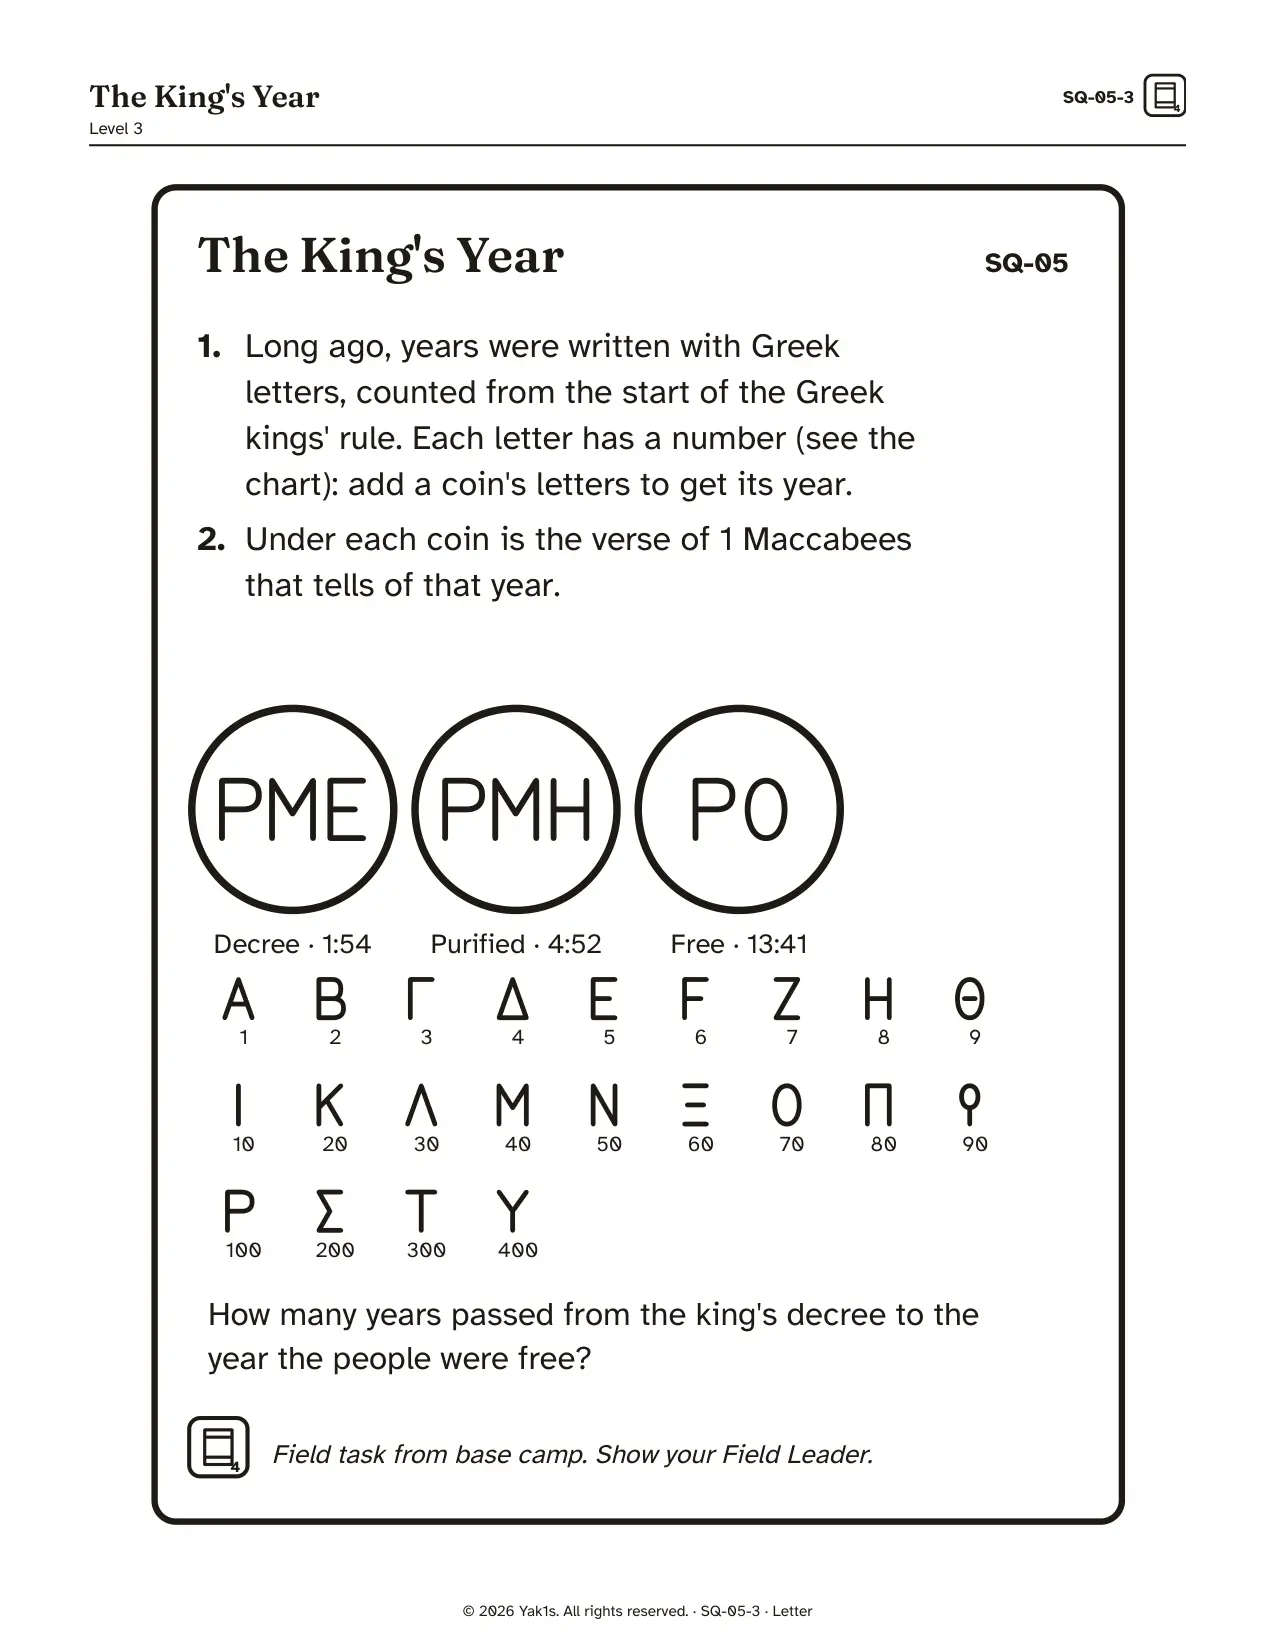 The King's Year
SQ-05-3
4
Level 3
The King's Year
SQ-05
1. Long ago, years were written with Greek
letters, counted from the start of the Greek
kings' rule. Each letter has a number (see the
chart): add a coin's letters to get its year.
2. Under each coin is the verse of 1 Maccabees
that tells of that year.
ΡΜΕ ΡΜΗ ΡΟ
Decree · 1:54 Purified · 4:52 Free · 13:41
Α Β Γ Δ Ε F Ζ Η Θ
1 2 3 4 5 6 7 8 9
Ι Κ Λ Μ Ν Ξ Ο Π Ϙ
10 20 30 40 50 60 70 80 90
Ρ Σ Τ Υ
100 200 300 400
How many years passed from the king's decree to the
year the people were free?
4
Field task from base camp. Show your Field Leader.
© 2026 Yak1s. All rights reserved. · SQ-05-3 · Letter